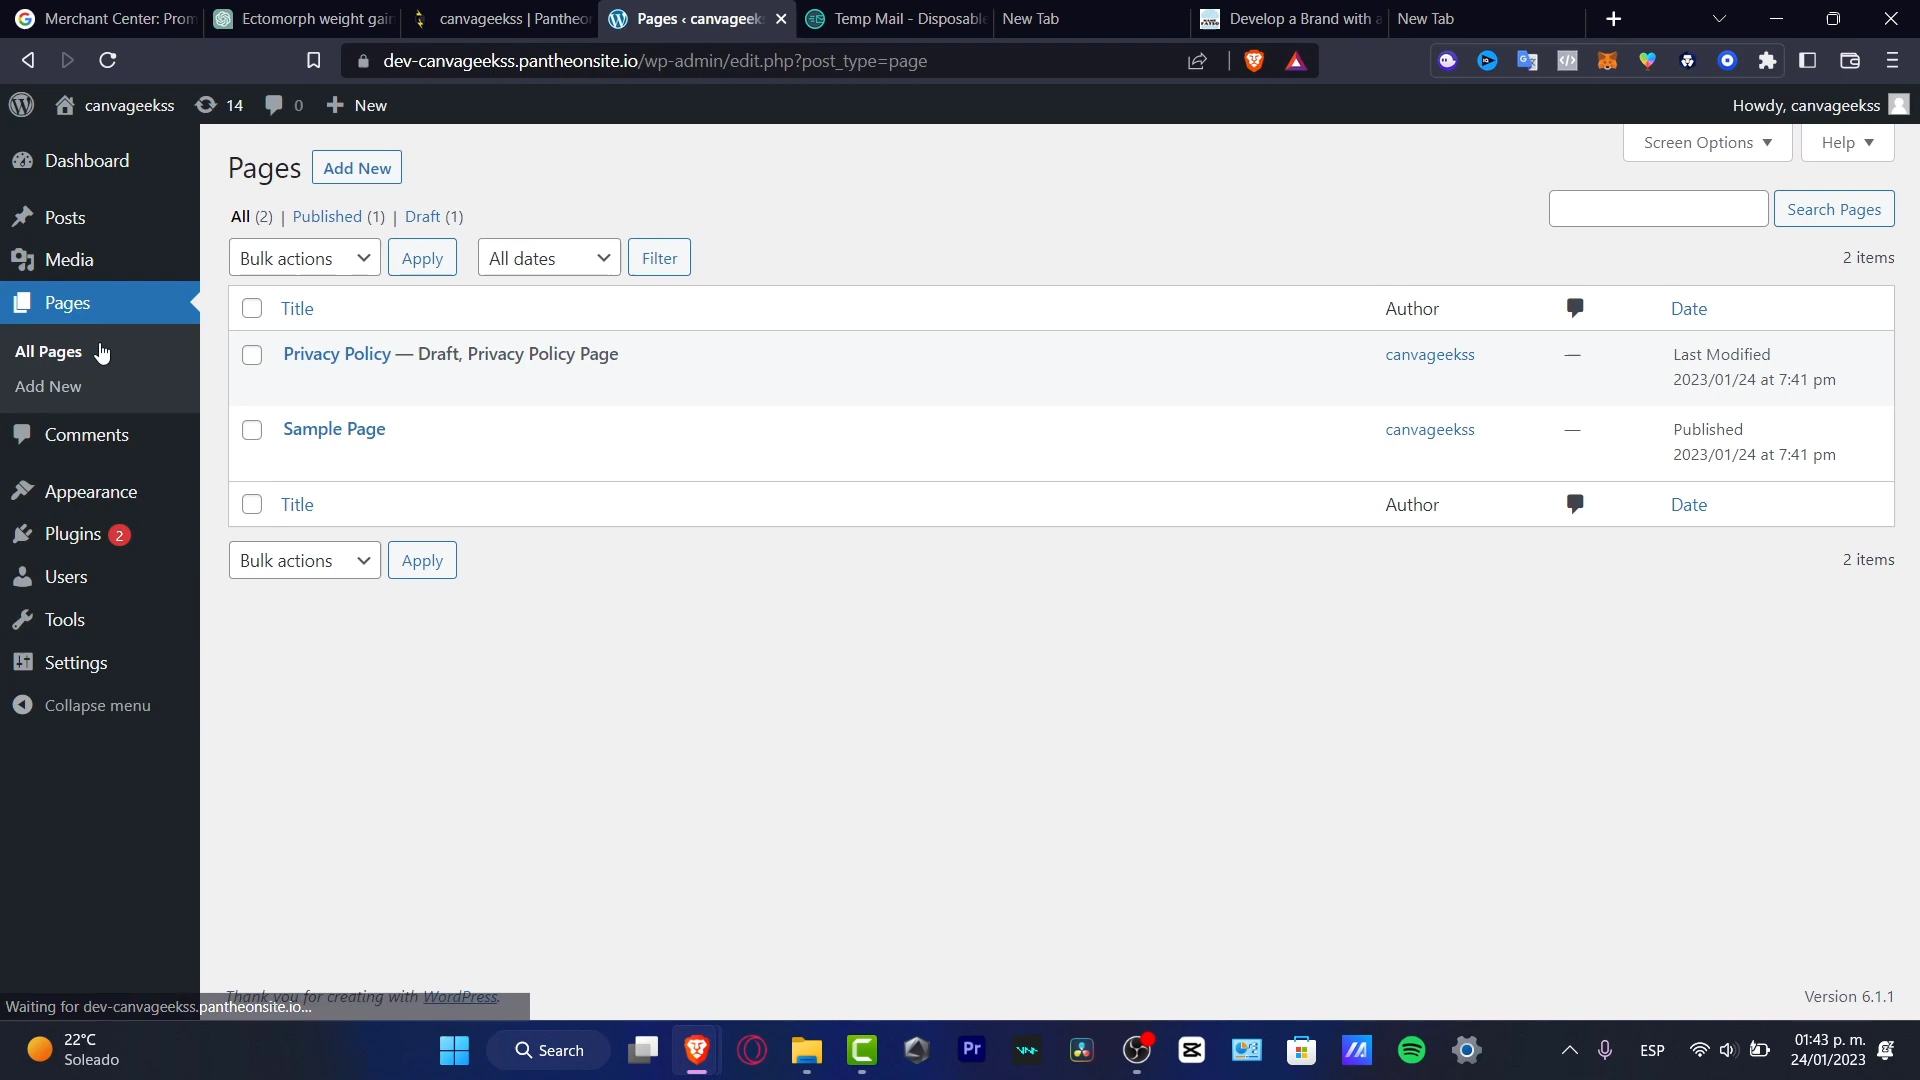 Merchant Center: Prom
Ectomorph weight gain
canvageekss | Pantheo
Pages ‹ canvageek
Temp Mail - Disposabl
New Tab
Develop a Brand with a
New Tab
dev-canvageekss.pantheonsite.io/wp-admin/edit.php?post_type=page
canvageekss 14 0 New
Howdy, canvageekss
Dashboard
Posts
Media
Pages
All Pages
Add New
Comments
Appearance
Plugins 2
Users
Tools
Settings
Collapse menu
Screen Options
Help
Pages Add New
All (2) | Published (1) | Draft (1)
Search Pages
Bulk actions Apply All dates Filter 2 items
Title Author Date
Privacy Policy — Draft, Privacy Policy Page canvageekss — Last Modified
2023/01/24 at 7:41 pm
Sample Page canvageekss — Published
2023/01/24 at 7:41 pm
Title Author Date
Bulk actions Apply 2 items
Thank you for creating with WordPress.
Version 6.1.1
Waiting for dev-canvageekss.pantheonsite.io...
22°C
Soleado
Search
Pr
ESP
01:43 p. m.
24/01/2023